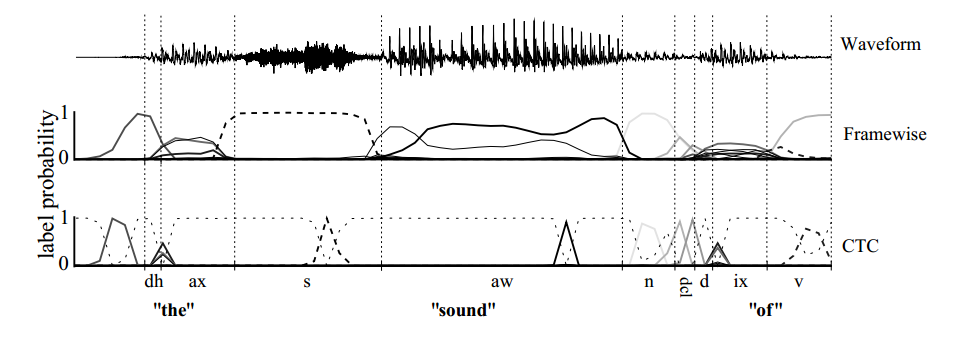 Waveform
label probability
1
0
Framewise
1
0
CTC
dh ax s aw n dcl d ix v
"the" "sound" "of"